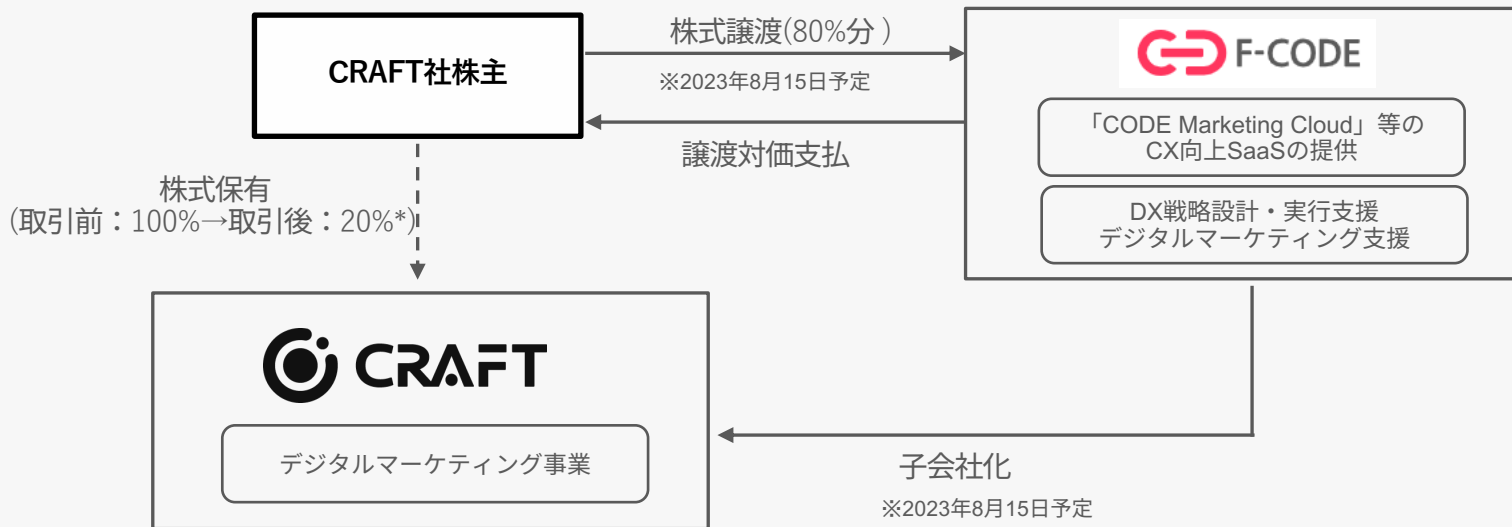 CRAFT社株主
株式譲渡(80%分 )
※2023年8月15日予定
譲渡対価支払
F-CODE
「CODE Marketing Cloud」等の
CX向上SaaSの提供
DX戦略設計・実行支援
デジタルマーケティング支援
株式保有
(取引前：100%→取引後：20%*)
CRAFT
デジタルマーケティング事業
子会社化
※2023年8月15日予定